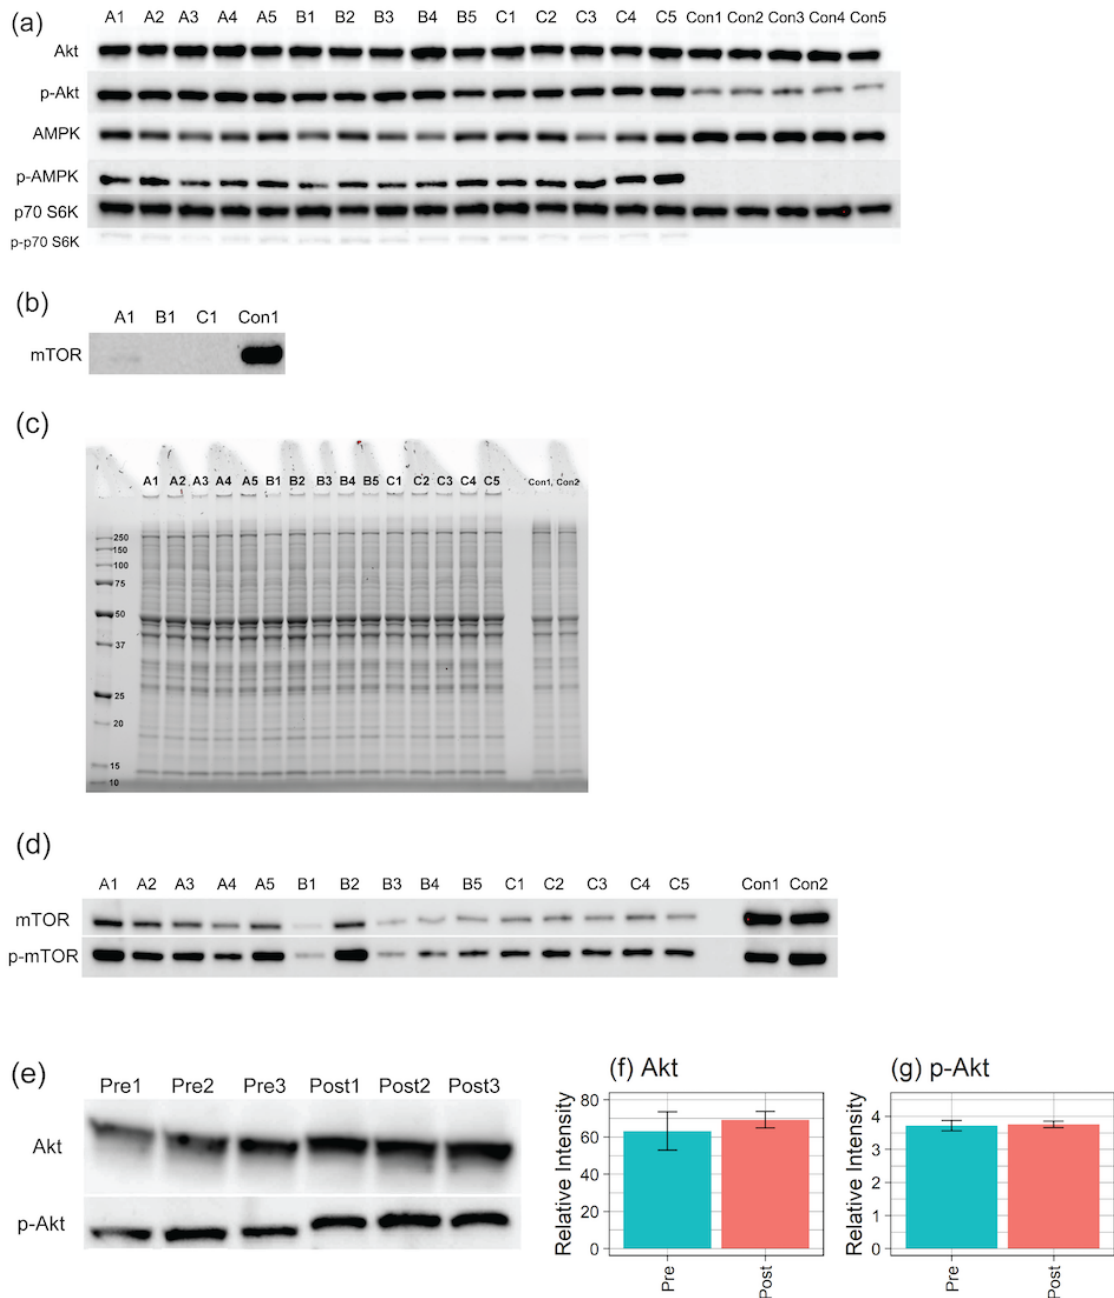 (a)
A1 A2 A3 A4 A5 B1 B2 B3 B4 B5 C1 C2 C3 C4 C5 Con1 Con2 Con3 Con4 Con5
Akt
p-Akt
AMPK
p-AMPK
p70 S6K
p-p70 S6K
(b)
A1 B1 C1 Con1
mTOR
(c)
A1 A2 A3 A4 A5 B1 B2 B3 B4 B5 C1 C2 C3 C4 C5 Con1, Con2
250
150
100
75
50
37
25
20
15
10
(d)
A1 A2 A3 A4 A5 B1 B2 B3 B4 B5 C1 C2 C3 C4 C5 Con1 Con2
mTOR
p-mTOR
(e)
Pre1 Pre2 Pre3 Post1 Post2 Post3
Akt
p-Akt
(f) Akt
Relative Intensity
80
60
40
20
0
Pre Post
(g) p-Akt
Relative Intensity
4
3
2
1
0
Pre Post